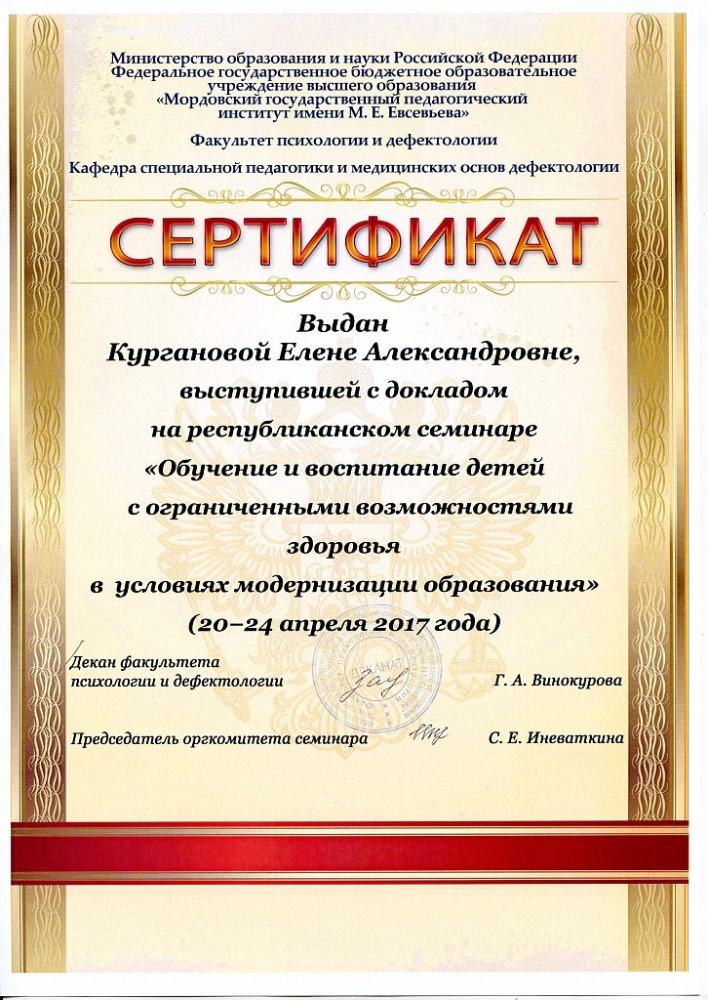 Министерство образования и науки Российской Федерации
Федеральное государственное бюджетное образовательное
учреждение высшего образования
«Мордовский государственный педагогический
институт имени М. Е. Евсевьева»
Факультет психологии и дефектологии
Кафедра специальной педагогики и медицинских основ дефектологии
СЕРТИФИКАТ
Выдан
Кургановой Елене Александровне,
выступившей с докладом
на республиканском семинаре
«Обучение и воспитание детей
с ограниченными возможностями
здоровья
в условиях модернизации образования»
(20–24 апреля 2017 года)
Декан факультета
психологии и дефектологии
ДЕКАНАТ
Г. А. Винокурова
Председатель оргкомитета семинара
С. Е. Иневаткина